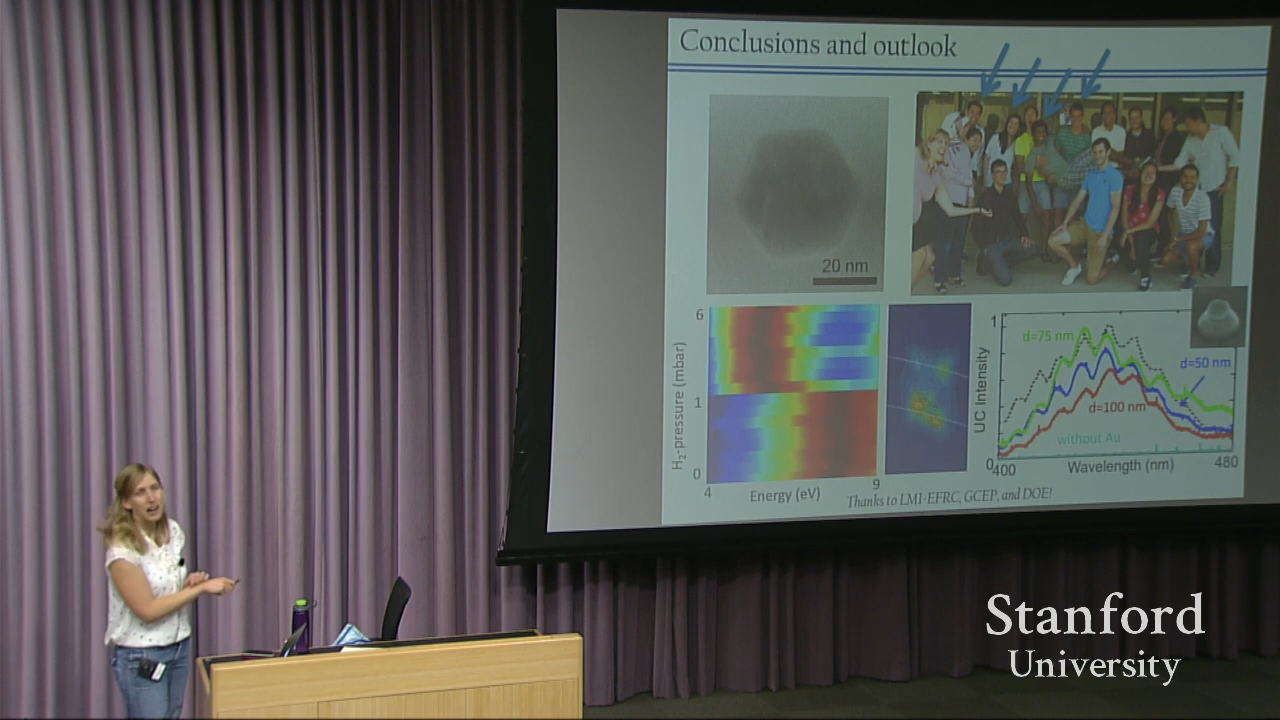 Conclusions and outlook
20 nm
6
1
0
H₂-pressure (mbar)
4
9
Energy (eV)
1
0
UC Intensity
d=75 nm
d=50 nm
d=100 nm
without Au
400
480
Wavelength (nm)
Thanks to LMI-EFRC, GCEP, and DOE!
Stanford
University